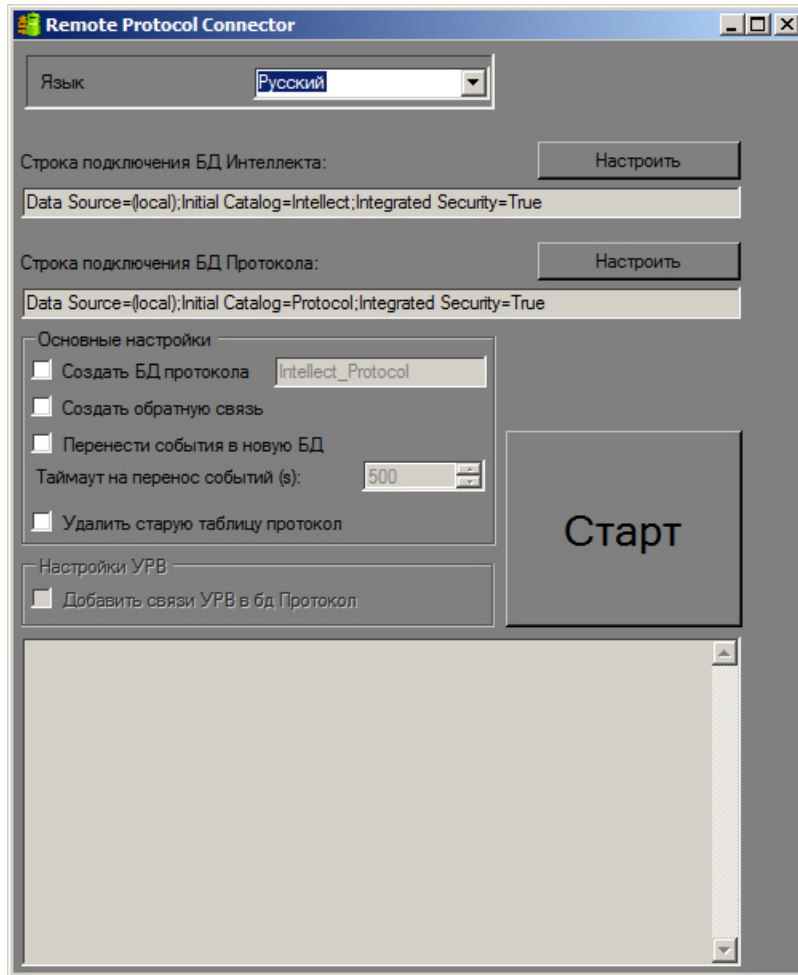 Remote Protocol Connector
Язык Русский
Строка подключения БД Интеллекта: Настроить
Data Source=(local);Initial Catalog=Intellect;Integrated Security=True
Строка подключения БД Протокола: Настроить
Data Source=(local);Initial Catalog=Protocol;Integrated Security=True
Основные настройки
Создать БД протокола Intellect_Protocol
Создать обратную связь
Перенести события в новую БД
Таймаут на перенос событий (s): 500
Удалить старую таблицу протокол
Старт
Настройки УРВ
Добавить связи УРВ в бд Протокол